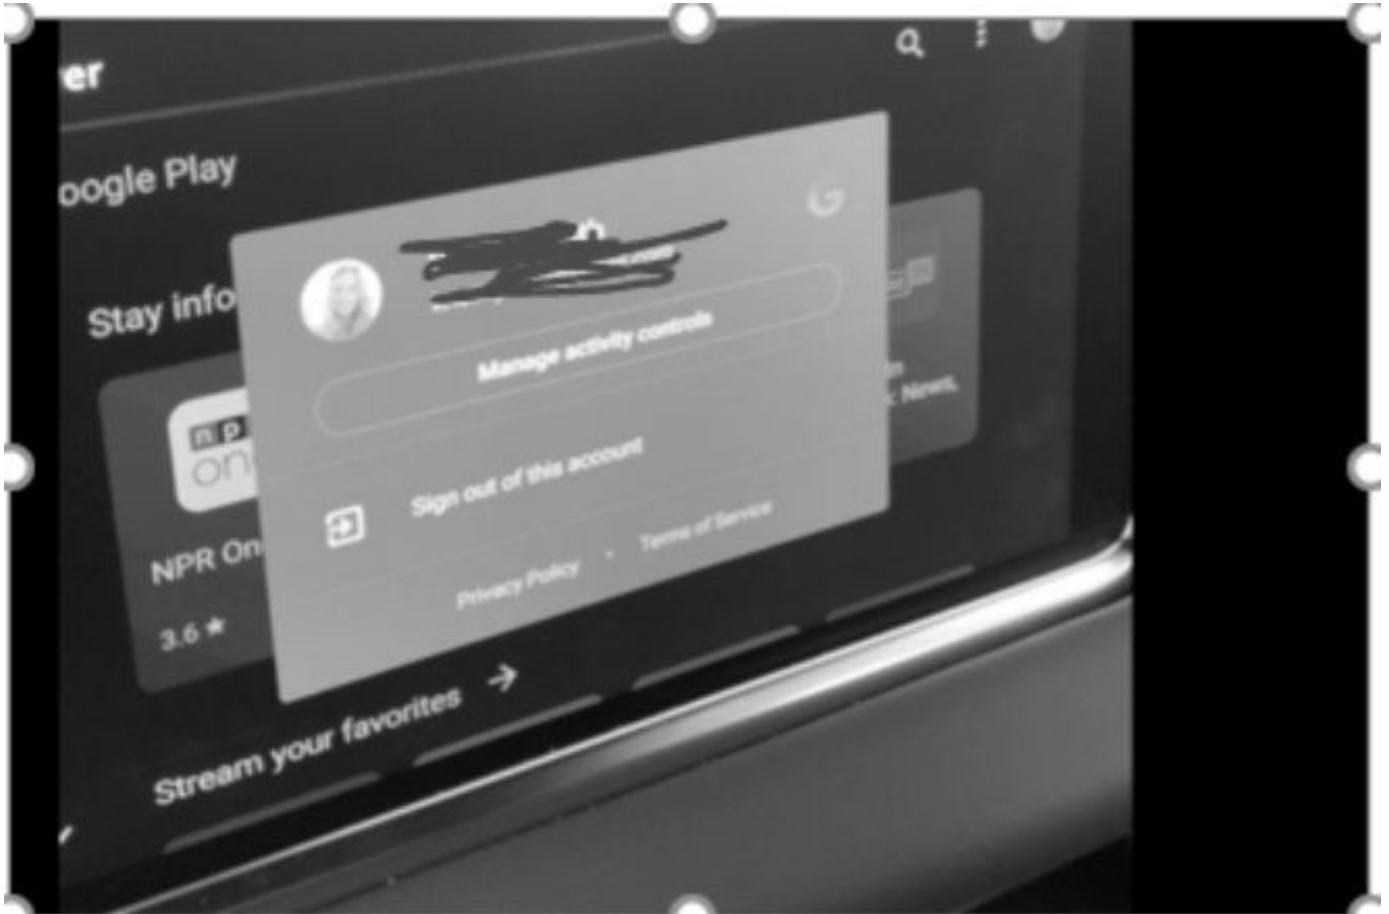 er
oogle Play
Stay info
Manage activity controls
n p
on
Sign out of this account
News,
NPR On
Terms of Service
Privacy Policy
3.6 ★
Stream your favorites →